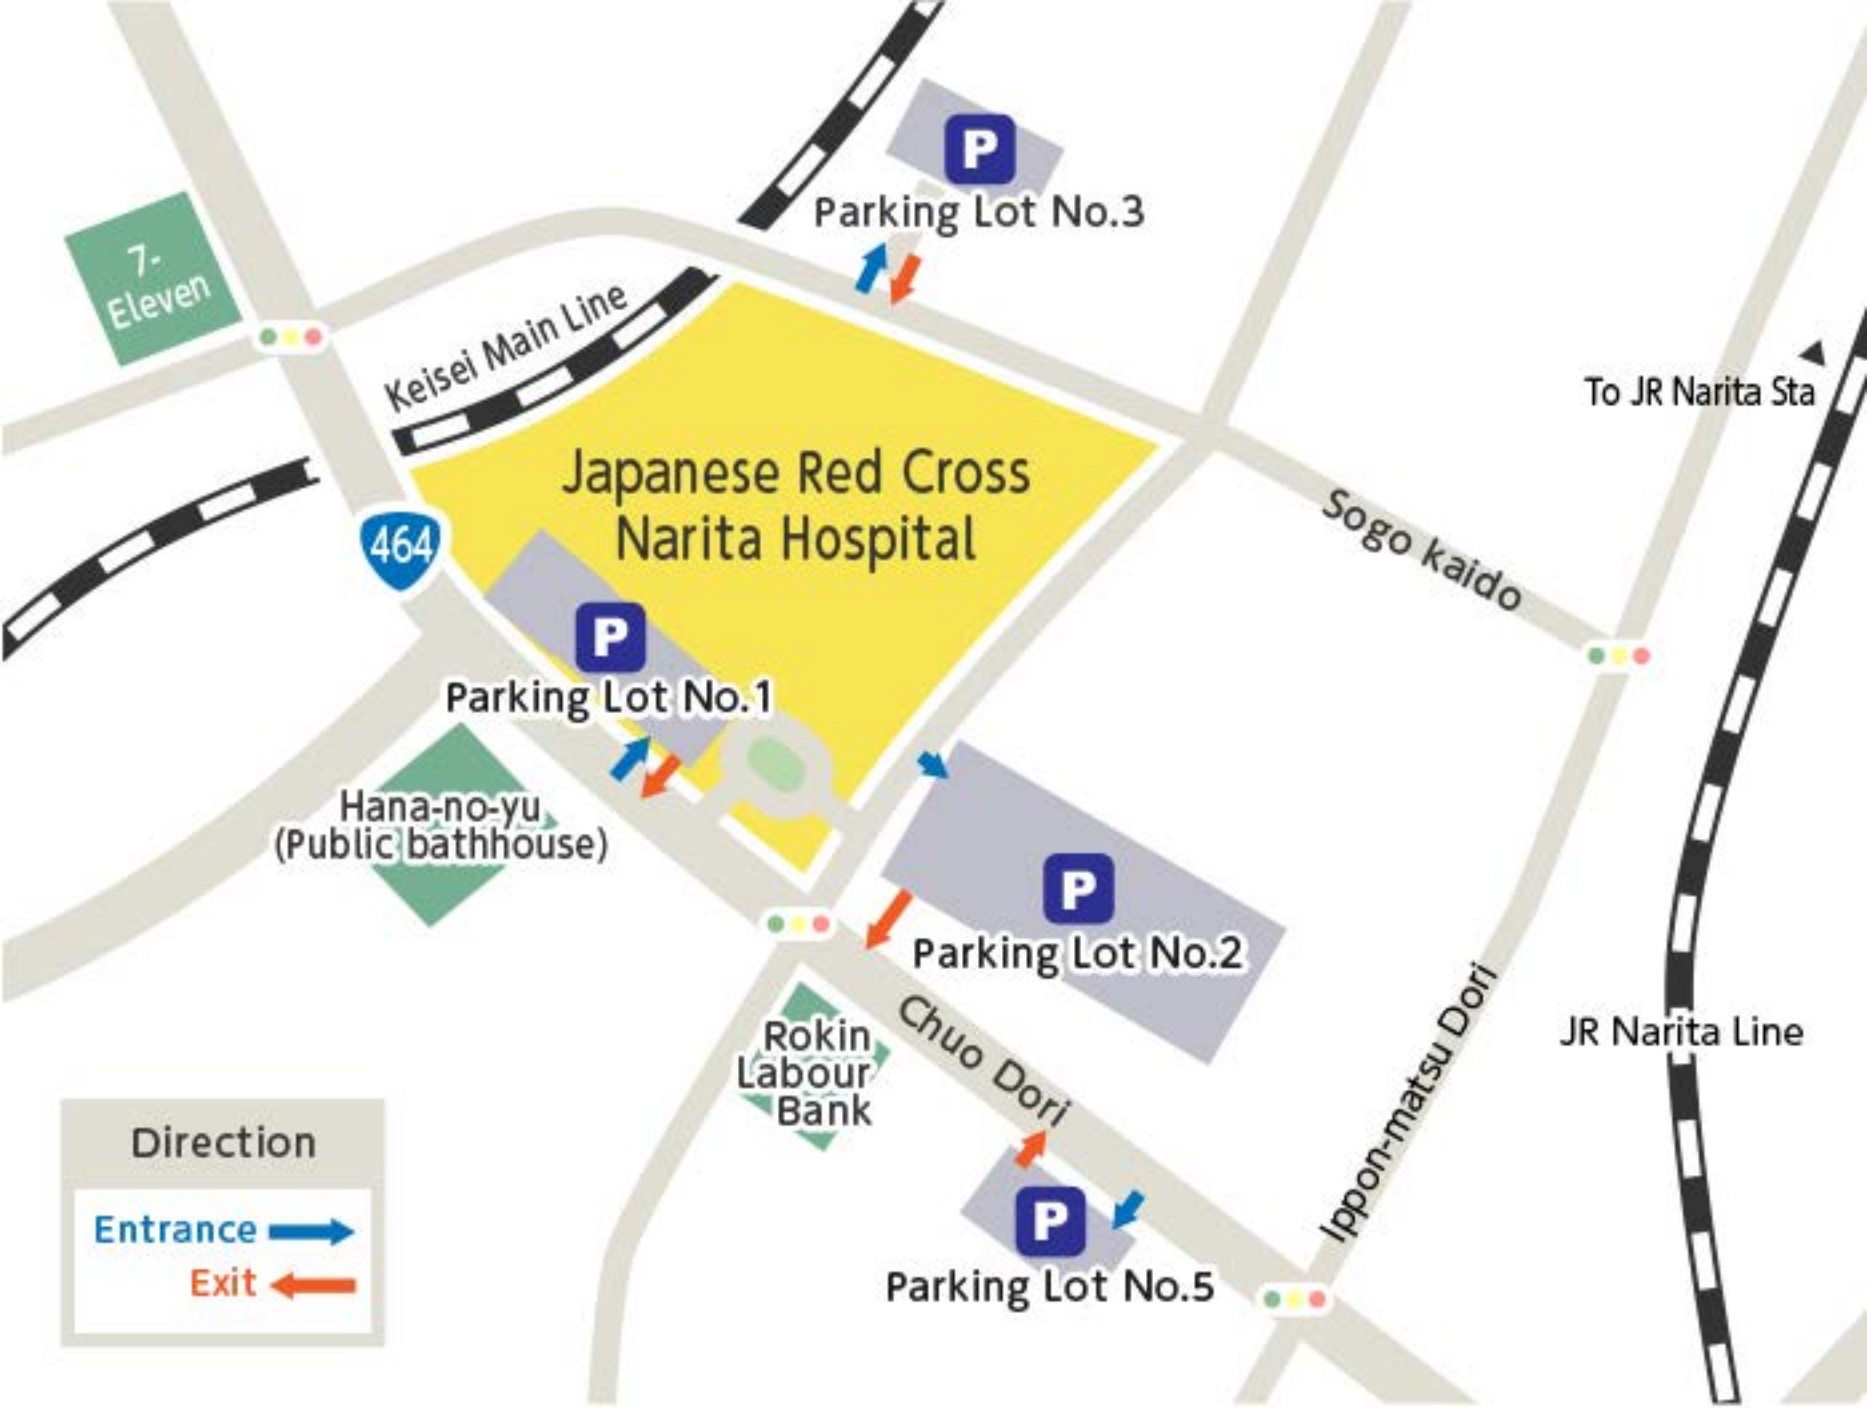 P
Parking Lot No.3
7-
Eleven
Keisei Main Line
To JR Narita Sta
Japanese Red Cross
Narita Hospital
464
Sogo kaido
P
Parking Lot No.1
Hana-no-yu
(Public bathhouse)
P
Parking Lot No.2
Chuo Dori
Rokin
Labour
Bank
Ippon-matsu Dori
JR Narita Line
P
Parking Lot No.5
Direction
Entrance
Exit